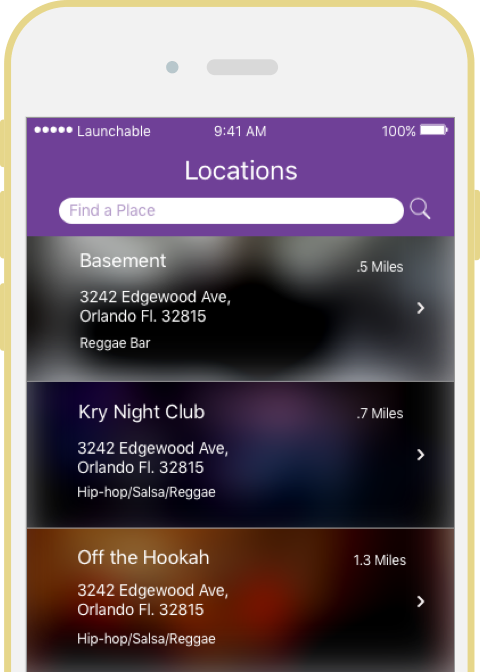 Launchable 9:41 AM 100%
Locations
Find a Place
Basement
.5 Miles
3242 Edgewood Ave,
Orlando Fl. 32815
Reggae Bar
Kry Night Club
.7 Miles
3242 Edgewood Ave,
Orlando Fl. 32815
Hip-hop/Salsa/Reggae
Off the Hookah
1.3 Miles
3242 Edgewood Ave,
Orlando Fl. 32815
Hip-hop/Salsa/Reggae